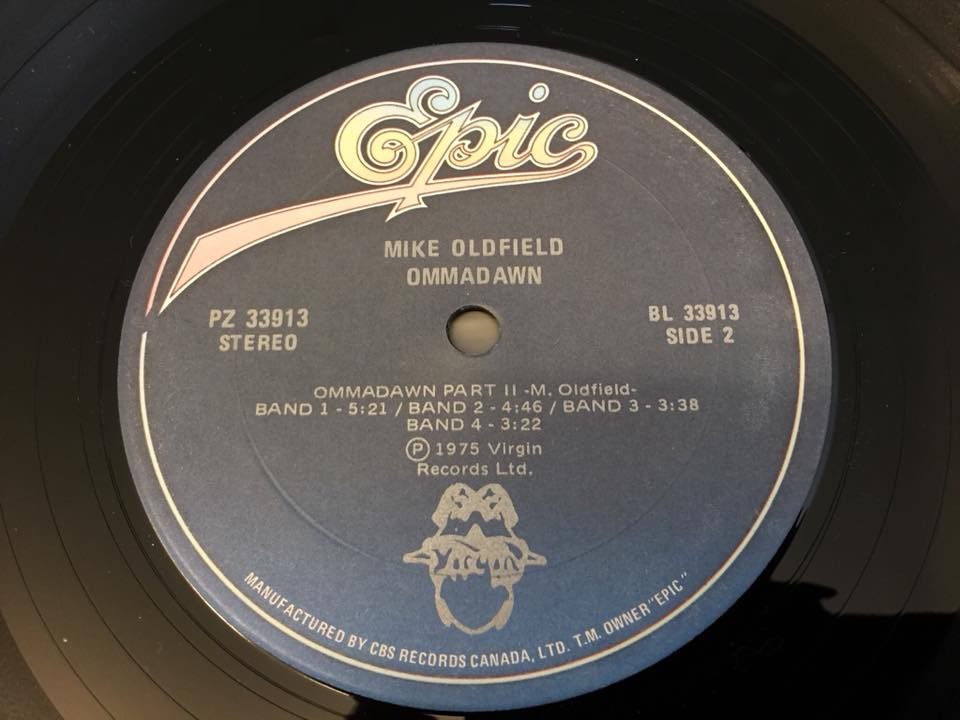 Epic
MIKE OLDFIELD
OMMADAWN
PZ 33913
STEREO
BL 33913
SIDE 2
OMMADAWN PART II -M. Oldfield-
BAND 1 - 5:21 / BAND 2 - 4:46 / BAND 3 - 3:38
BAND 4 - 3:22
Ⓟ 1975 Virgin
Records Ltd.
VIRGIN
MANUFACTURED BY CBS RECORDS CANADA, LTD. T.M. OWNER "EPIC"